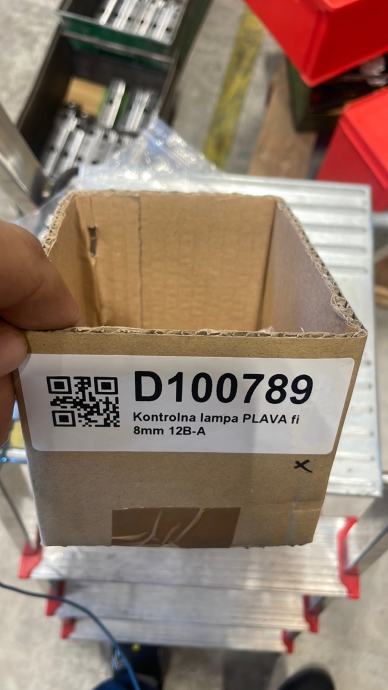 D100789
Kontrolna lampa PLAVA fi
8mm 12B-A
x